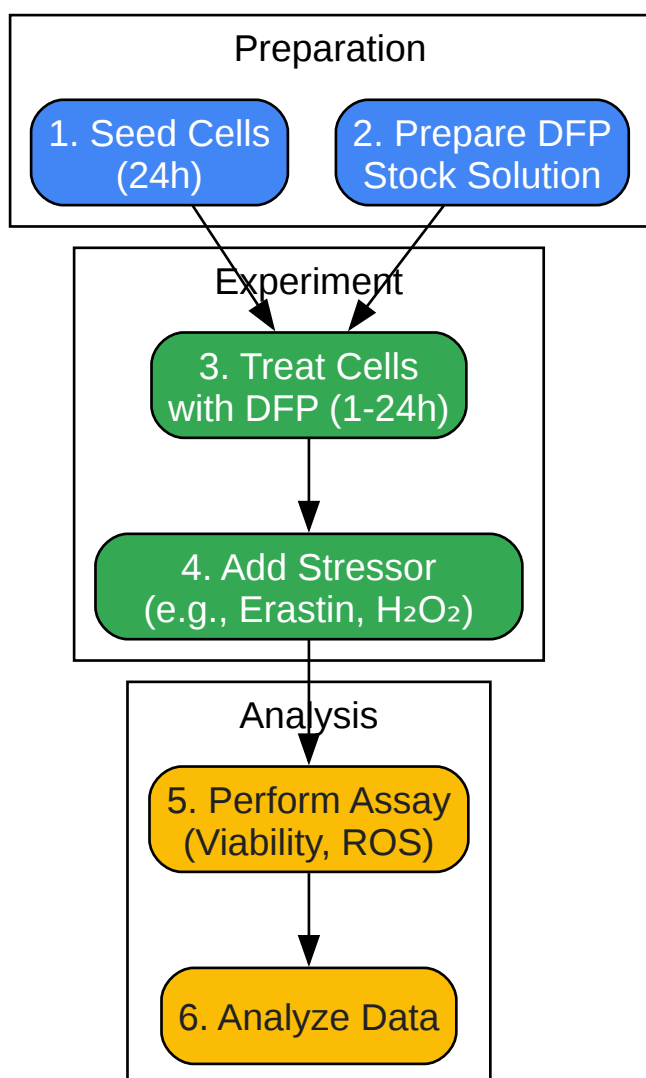 Preparation
1. Seed Cells
(24h)
2. Prepare DFP
Stock Solution
Experiment
3. Treat Cells
with DFP (1-24h)
4. Add Stressor
(e.g., Erastin, H₂O₂)
Analysis
5. Perform Assay
(Viability, ROS)
6. Analyze Data